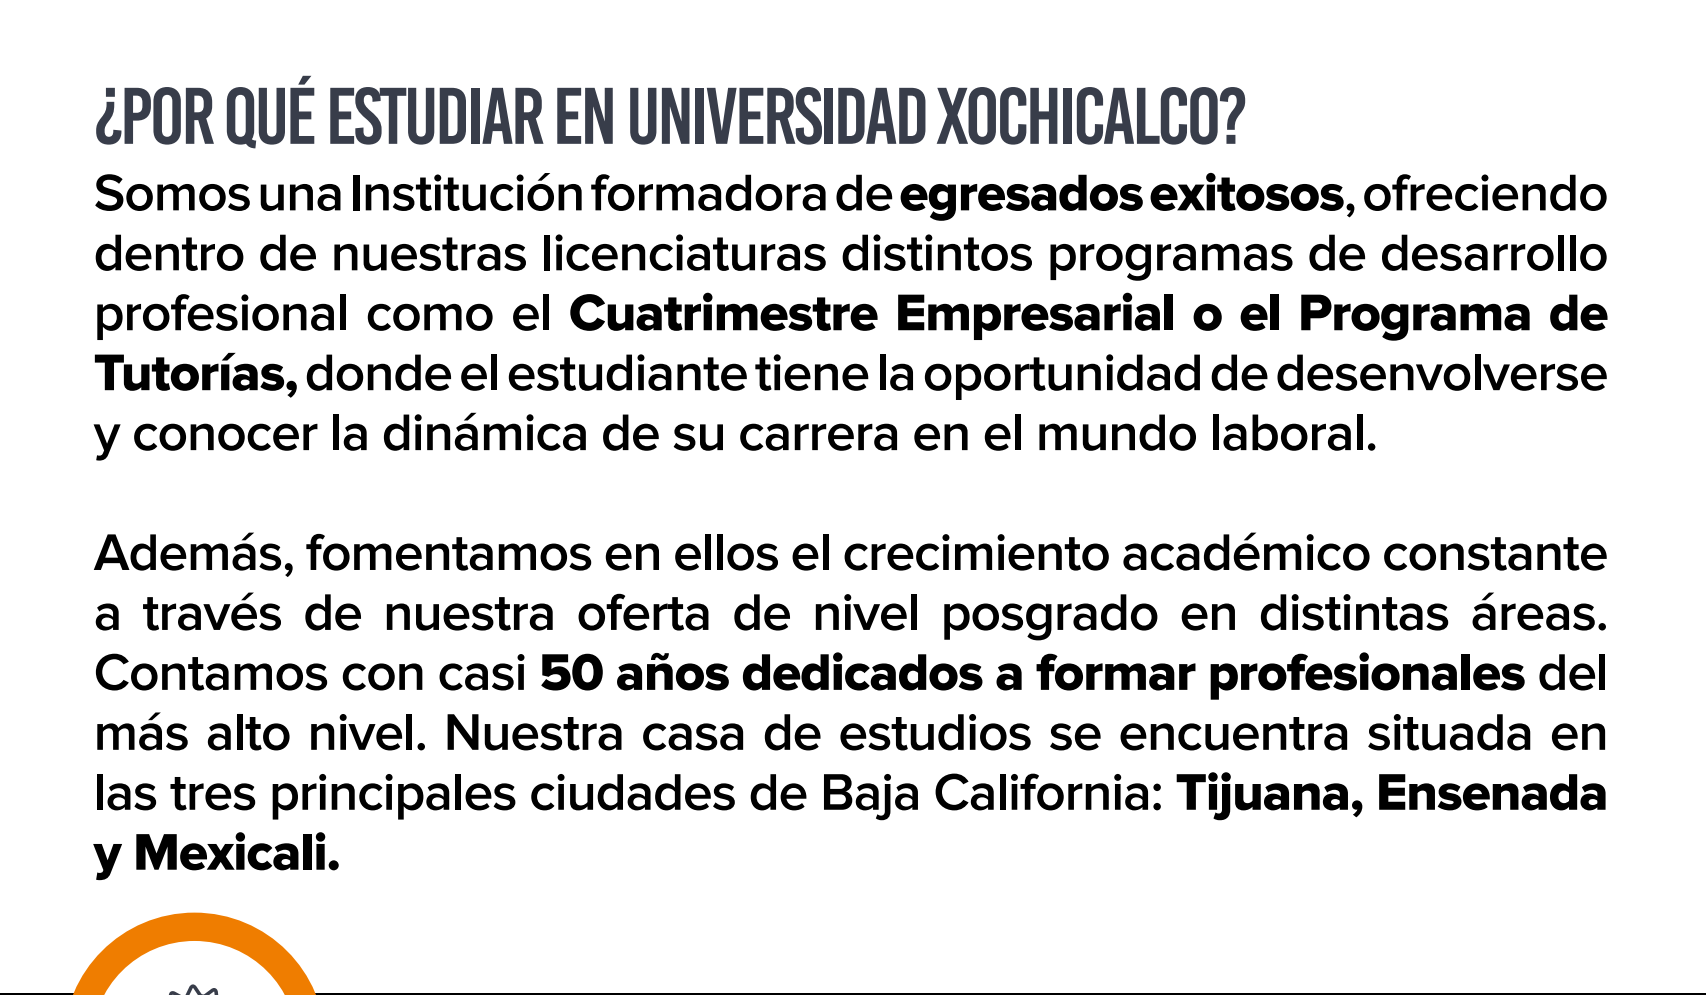 ¿POR QUÉ ESTUDIAR EN UNIVERSIDAD XOCHICALCO?
Somos una Institución formadora de egresados exitosos, ofreciendo
dentro de nuestras licenciaturas distintos programas de desarrollo
profesional como el Cuatrimestre Empresarial o el Programa de
Tutorías, donde el estudiante tiene la oportunidad de desenvolverse
y conocer la dinámica de su carrera en el mundo laboral.
Además, fomentamos en ellos el crecimiento académico constante
a través de nuestra oferta de nivel posgrado en distintas áreas.
Contamos con casi 50 años dedicados a formar profesionales del
más alto nivel. Nuestra casa de estudios se encuentra situada en
las tres principales ciudades de Baja California: Tijuana, Ensenada
y Mexicali.